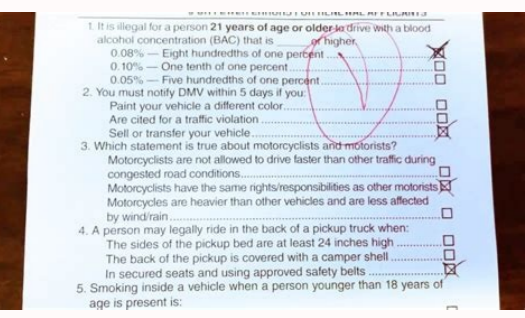 OR FEWER ERRORS FOR RENEWAL APPLICANTS
1. It is illegal for a person 21 years of age or older to drive with a blood
alcohol concentration (BAC) that is ____ or higher.
0.08% — Eight hundredths of one percent
0.10% — One tenth of one percent
0.05% — Five hundredths of one percent
2. You must notify DMV within 5 days if you:
Paint your vehicle a different color
Are cited for a traffic violation
Sell or transfer your vehicle
3. Which statement is true about motorcyclists and motorists?
Motorcyclists are not allowed to drive faster than other traffic during
congested road conditions
Motorcyclists have the same rights/responsibilities as other motorists
Motorcycles are heavier than other vehicles and are less affected
by wind/rain
4. A person may legally ride in the back of a pickup truck when:
The sides of the pickup bed are at least 24 inches high
The back of the pickup is covered with a camper shell
In secured seats and using approved safety belts
5. Smoking inside a vehicle when a person younger than 18 years of
age is present is: